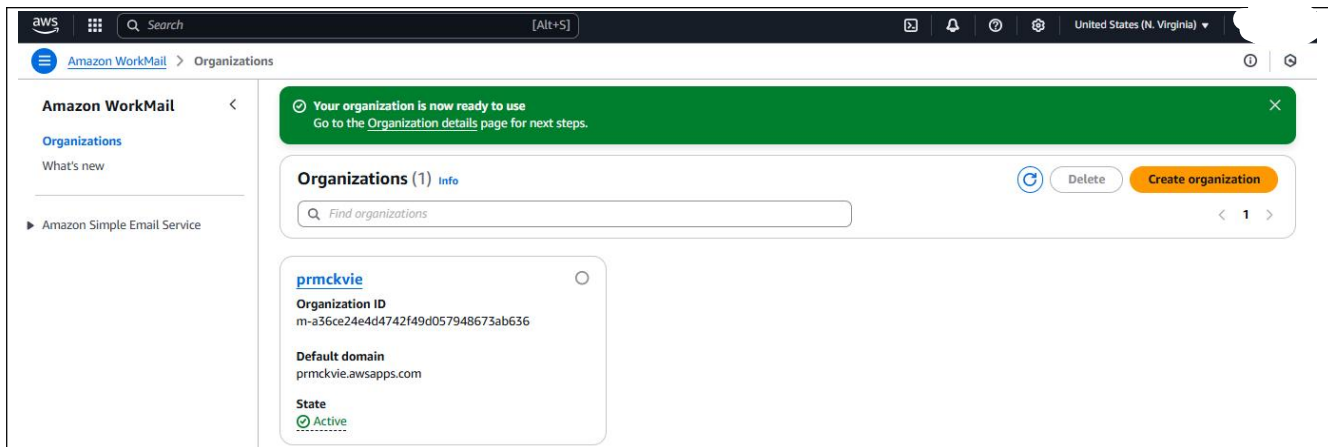 aws
Search [Alt+S] United States (N. Virginia)
Amazon WorkMail > Organizations
Amazon WorkMail
Organizations
What's new
Amazon Simple Email Service
Your organization is now ready to use
Go to the Organization details page for next steps.
Organizations (1) Info
Delete
Create organization
Find organizations
< 1 >
prmckvie
Organization ID
m-a36ce24e4d4742f49d057948673ab636
Default domain
prmckvie.awsapps.com
State
Active